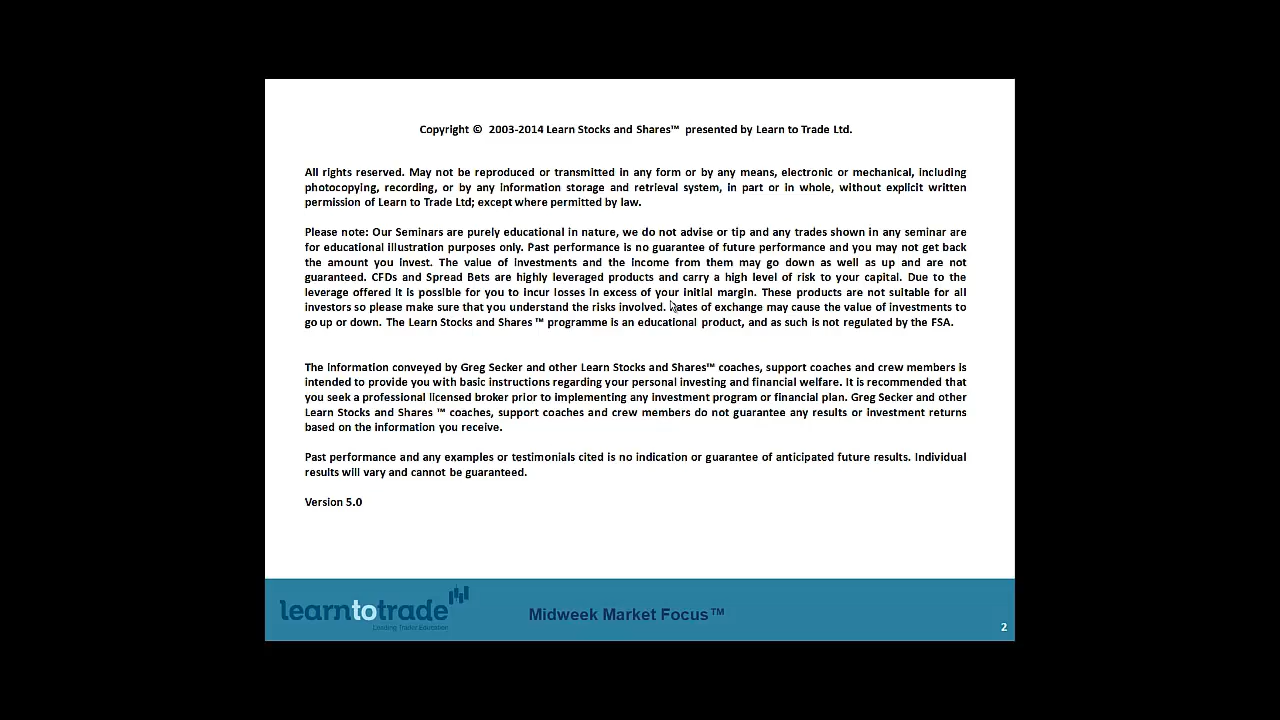 Copyright © 2003-2014 Learn Stocks and Shares™ presented by Learn to Trade Ltd.
All rights reserved. May not be reproduced or transmitted in any form or by any means, electronic or mechanical, including
photocopying, recording, or by any information storage and retrieval system, in part or in whole, without explicit written
permission of Learn to Trade Ltd; except where permitted by law.
Please note: Our Seminars are purely educational in nature, we do not advise or tip and any trades shown in any seminar are
for educational illustration purposes only. Past performance is no guarantee of future performance and you may not get back
the amount you invest. The value of investments and the income from them may go down as well as up and are not
guaranteed. CFDs and Spread Bets are highly leveraged products and carry a high level of risk to your capital. Due to the
leverage offered it is possible for you to incur losses in excess of your initial margin. These products are not suitable for all
investors so please make sure that you understand the risks involved. Rates of exchange may cause the value of investments to
go up or down. The Learn Stocks and Shares ™ programme is an educational product, and as such is not regulated by the FSA.
The information conveyed by Greg Secker and other Learn Stocks and Shares™ coaches, support coaches and crew members is
intended to provide you with basic instructions regarding your personal investing and financial welfare. It is recommended that
you seek a professional licensed broker prior to implementing any investment program or financial plan. Greg Secker and other
Learn Stocks and Shares ™ coaches, support coaches and crew members do not guarantee any results or investment returns
based on the information you receive.
Past performance and any examples or testimonials cited is no indication or guarantee of anticipated future results. Individual
results will vary and cannot be guaranteed.
Version 5.0
learntotrade
Leading Trader Education
Midweek Market Focus™
2